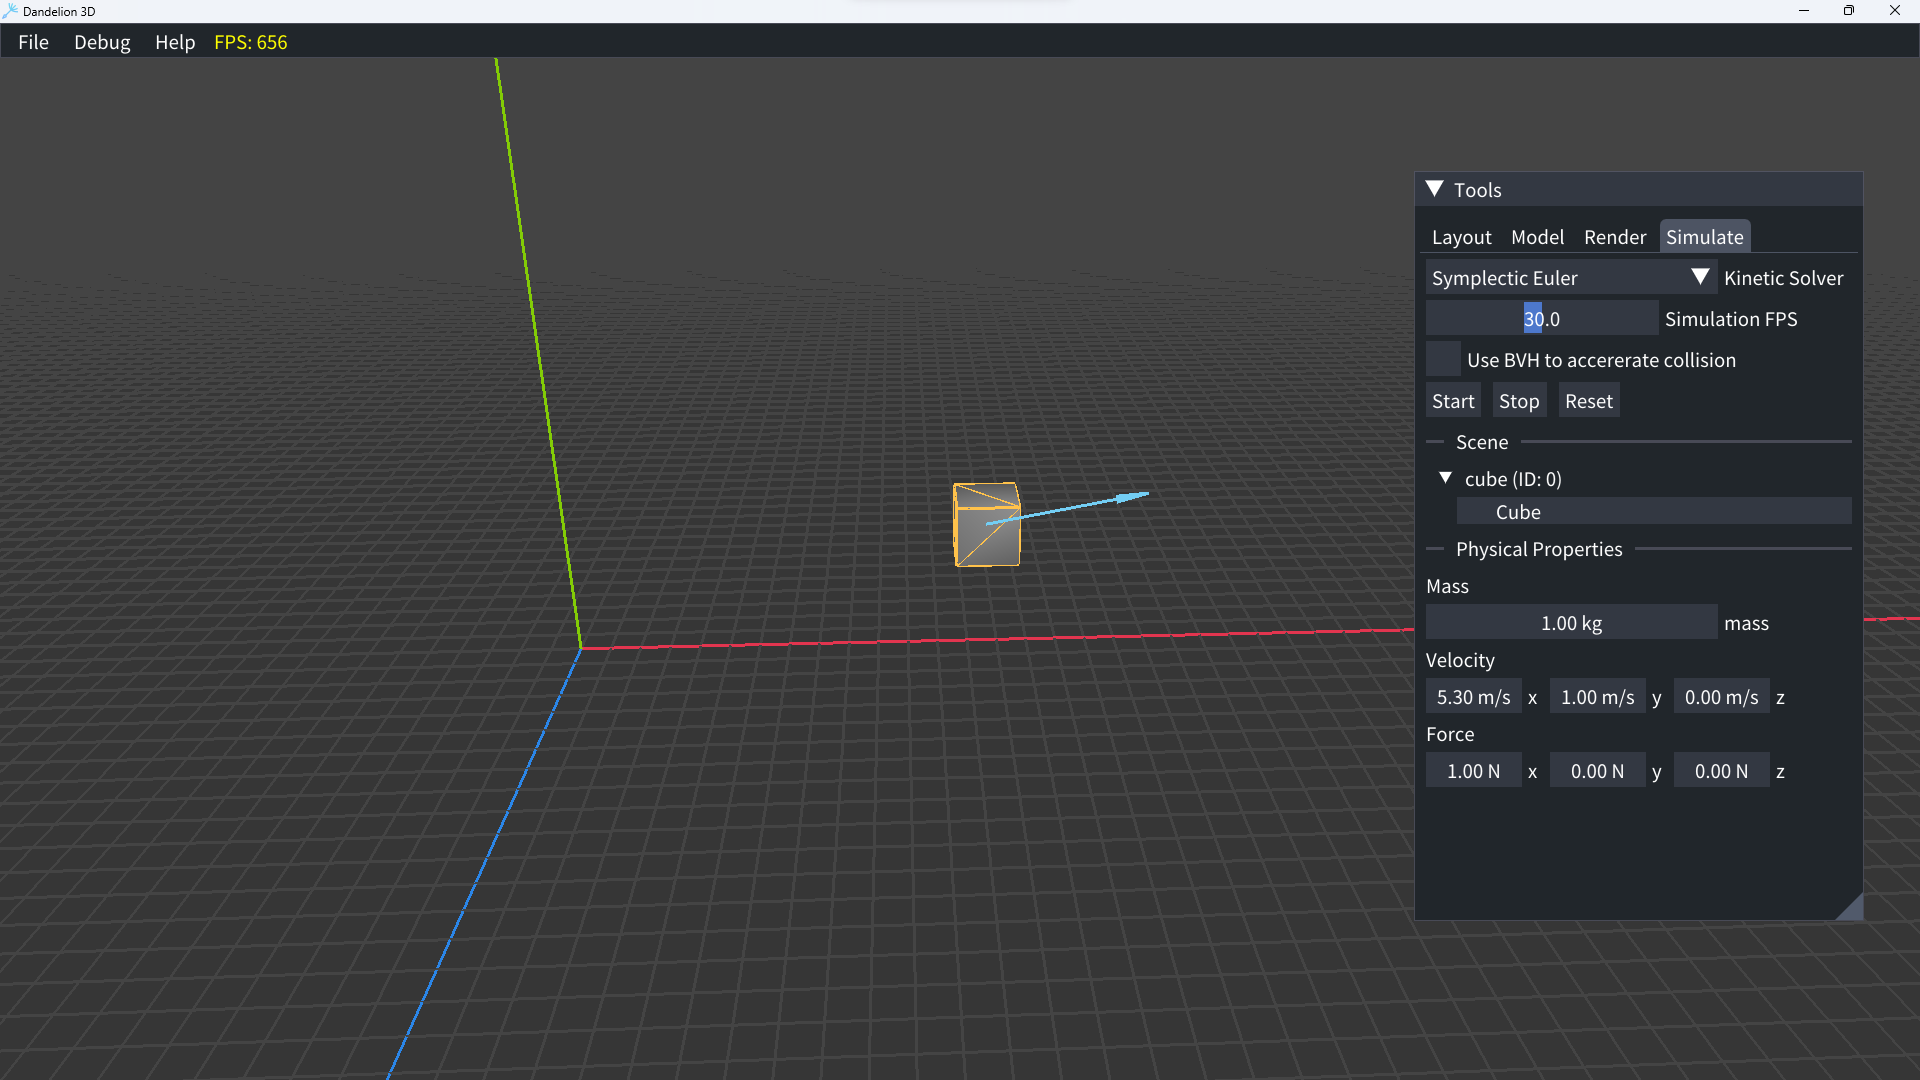 Dandelion 3D
File Debug Help FPS: 656
Tools
Layout Model Render Simulate
Symplectic Euler Kinetic Solver
30.0 Simulation FPS
Use BVH to accererate collision
Start Stop Reset
Scene
cube (ID: 0)
Cube
Physical Properties
Mass
1.00 kg mass
Velocity
5.30 m/s x 1.00 m/s y 0.00 m/s z
Force
1.00 N x 0.00 N y 0.00 N z